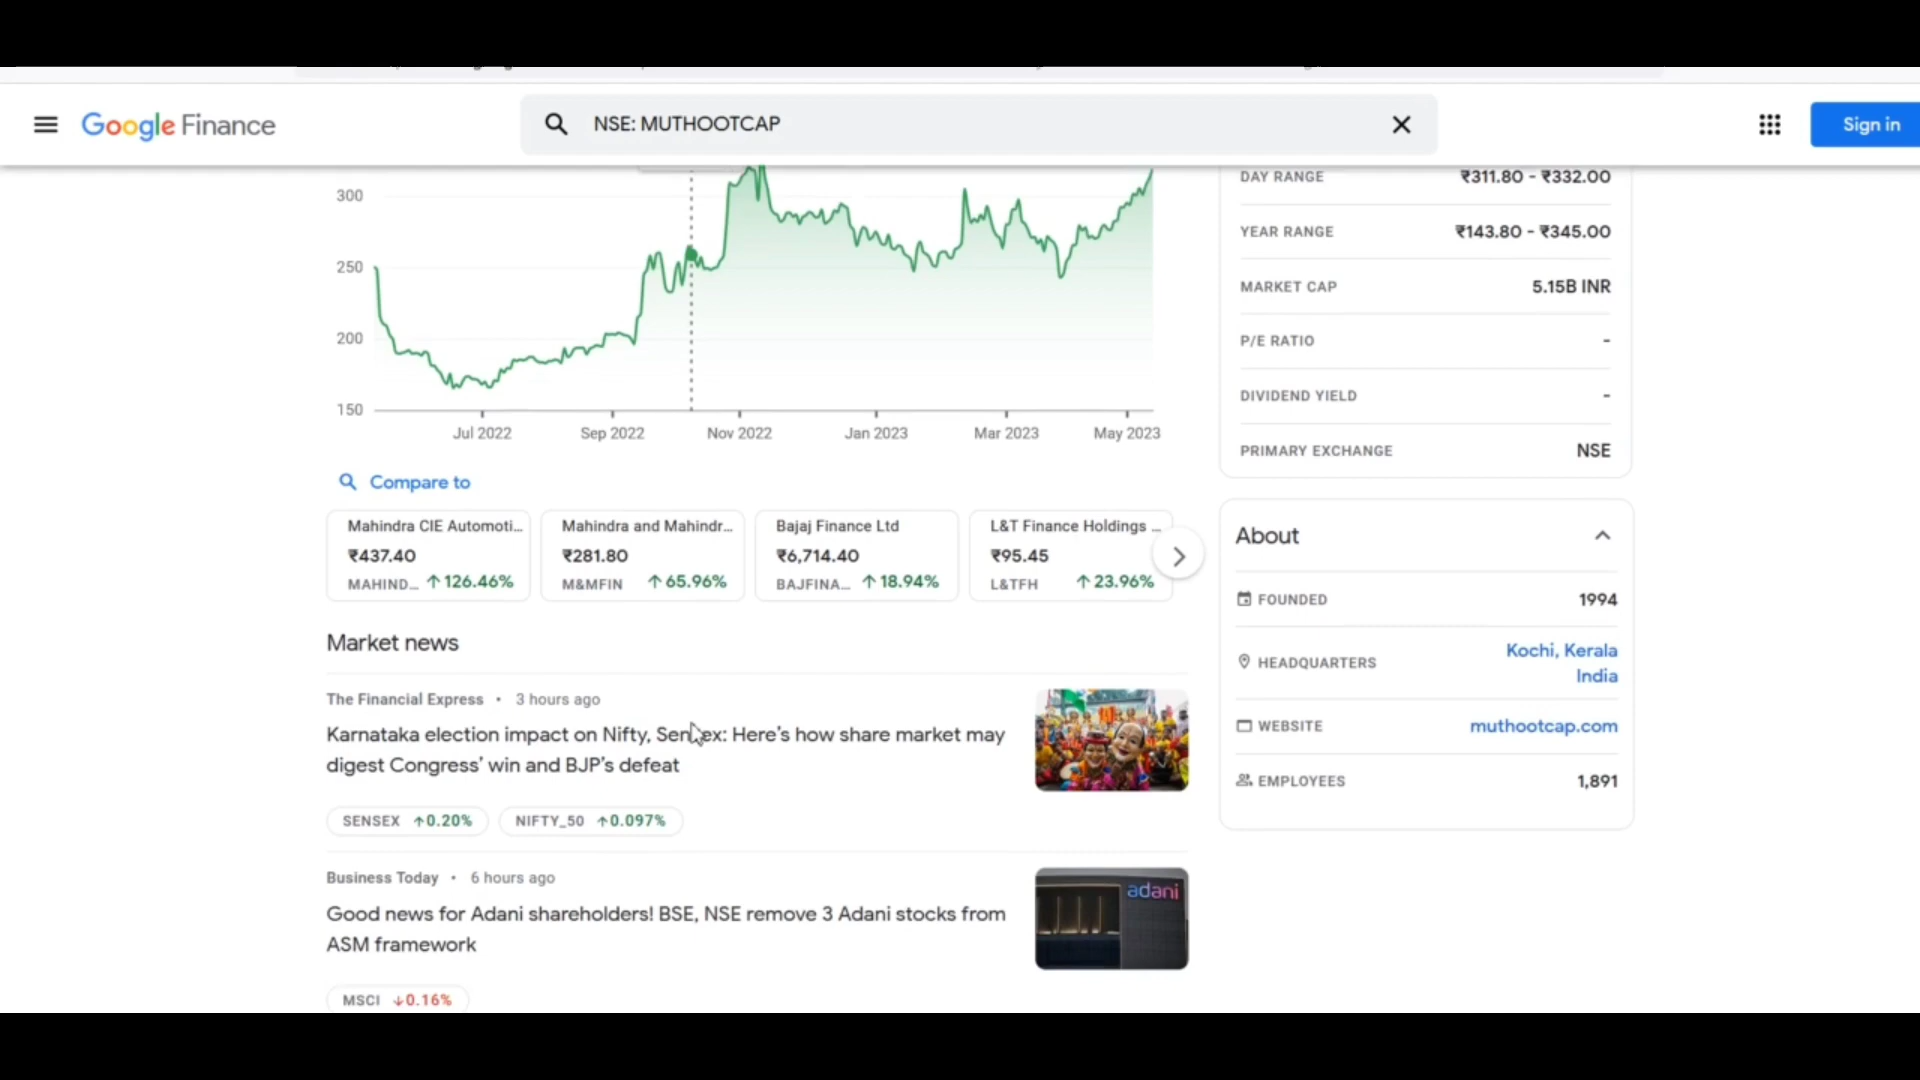 Google Finance
NSE: MUTHOOTCAP
Sign in
300
250
200
150
Jul 2022
Sep 2022
Nov 2022
Jan 2023
Mar 2023
May 2023
DAY RANGE
₹311.80 - ₹332.00
YEAR RANGE
₹143.80 - ₹345.00
MARKET CAP
5.15B INR
P/E RATIO
-
DIVIDEND YIELD
-
PRIMARY EXCHANGE
NSE
Compare to
Mahindra CIE Automoti...
₹437.40
MAHIND... ↑126.46%
Mahindra and Mahindr...
₹281.80
M&MFIN ↑65.96%
Bajaj Finance Ltd
₹6,714.40
BAJFINA... ↑18.94%
L&T Finance Holdings ...
₹95.45
L&TFH ↑23.96%
About
FOUNDED
1994
HEADQUARTERS
Kochi, Kerala
India
WEBSITE
muthootcap.com
EMPLOYEES
1,891
Market news
The Financial Express • 3 hours ago
Karnataka election impact on Nifty, Sensex: Here's how share market may
digest Congress' win and BJP's defeat
SENSEX ↑0.20%
NIFTY_50 ↑0.097%
Business Today • 6 hours ago
Good news for Adani shareholders! BSE, NSE remove 3 Adani stocks from
ASM framework
adani
MSCI ↓0.16%